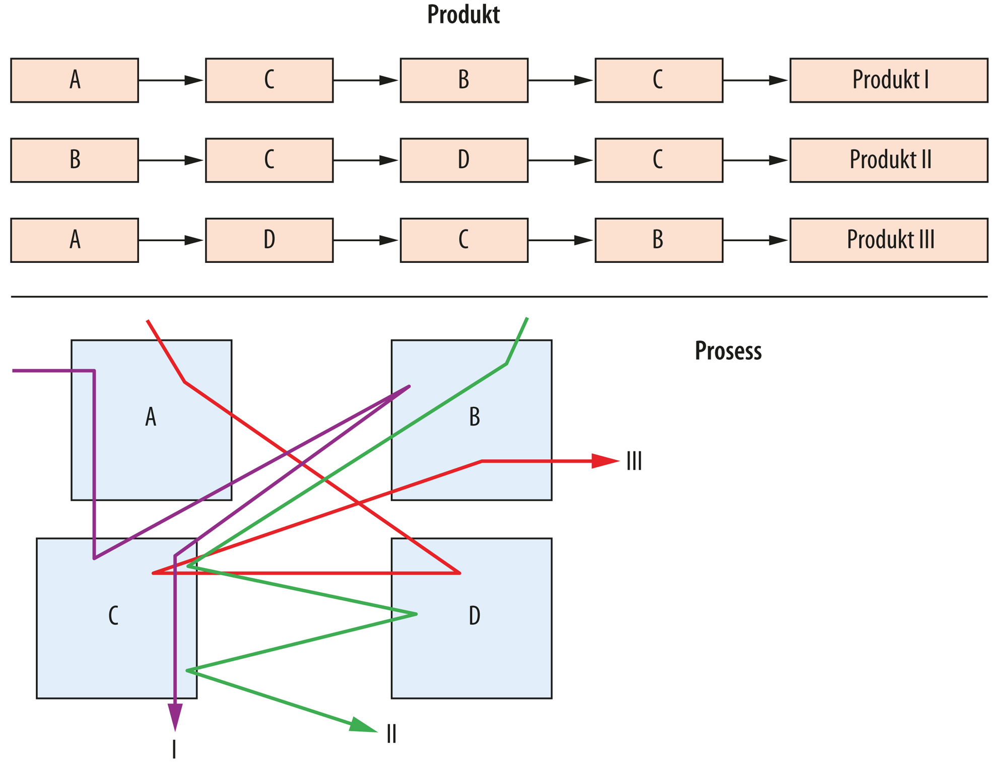 Produkt
A C B C Produkt I
B C D C Produkt II
A D C B Produkt III
Prosess
A B
III
C D
II
I